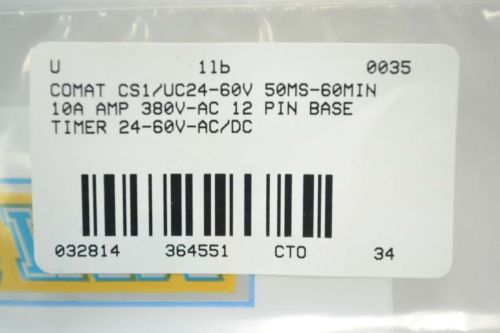 U 11b 0035
COMAT CS1/UC24-60V 50MS-60MIN
10A AMP 380V-AC 12 PIN BASE
TIMER 24-60V-AC/DC
032814 364551 CTO 34